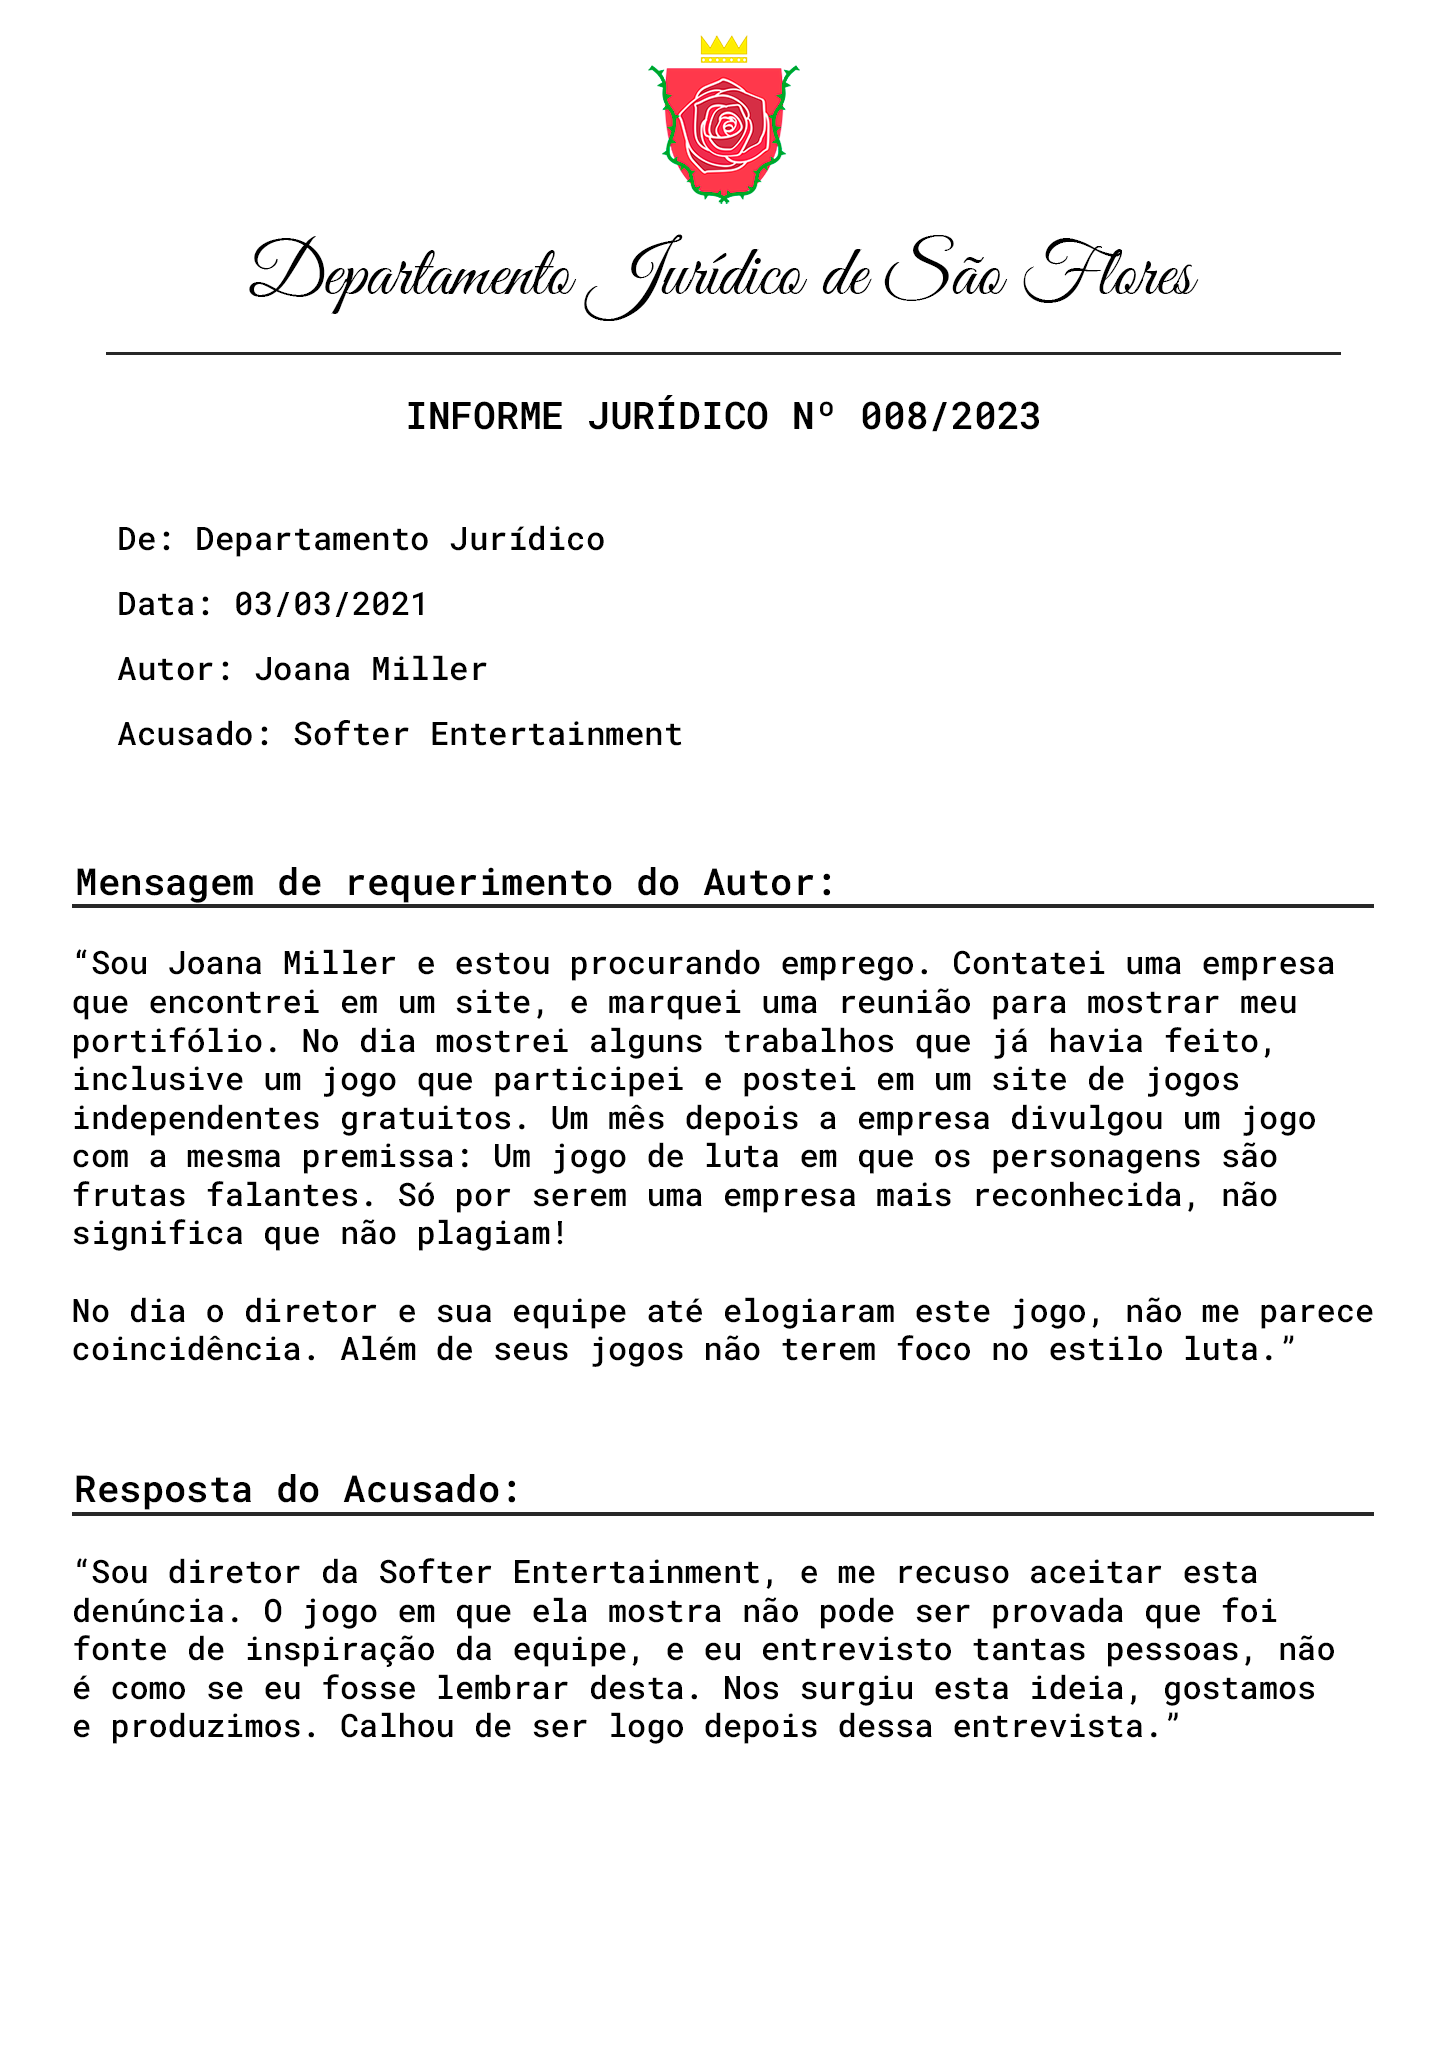 Departamento Jurídico de São Flores
INFORME JURÍDICO Nº 008/2023
De: Departamento Jurídico
Data: 03/03/2021
Autor: Joana Miller
Acusado: Softer Entertainment
Mensagem de requerimento do Autor:
“Sou Joana Miller e estou procurando emprego. Contatei uma empresa
que encontrei em um site, e marquei uma reunião para mostrar meu
portifólio. No dia mostrei alguns trabalhos que já havia feito,
inclusive um jogo que participei e postei em um site de jogos
independentes gratuitos. Um mês depois a empresa divulgou um jogo
com a mesma premissa: Um jogo de luta em que os personagens são
frutas falantes. Só por serem uma empresa mais reconhecida, não
significa que não plagiam!
No dia o diretor e sua equipe até elogiaram este jogo, não me parece
coincidência. Além de seus jogos não terem foco no estilo luta.”
Resposta do Acusado:
“Sou diretor da Softer Entertainment, e me recuso aceitar esta
denúncia. O jogo em que ela mostra não pode ser provada que foi
fonte de inspiração da equipe, e eu entrevisto tantas pessoas, não
é como se eu fosse lembrar desta. Nos surgiu esta ideia, gostamos
e produzimos. Calhou de ser logo depois dessa entrevista.”